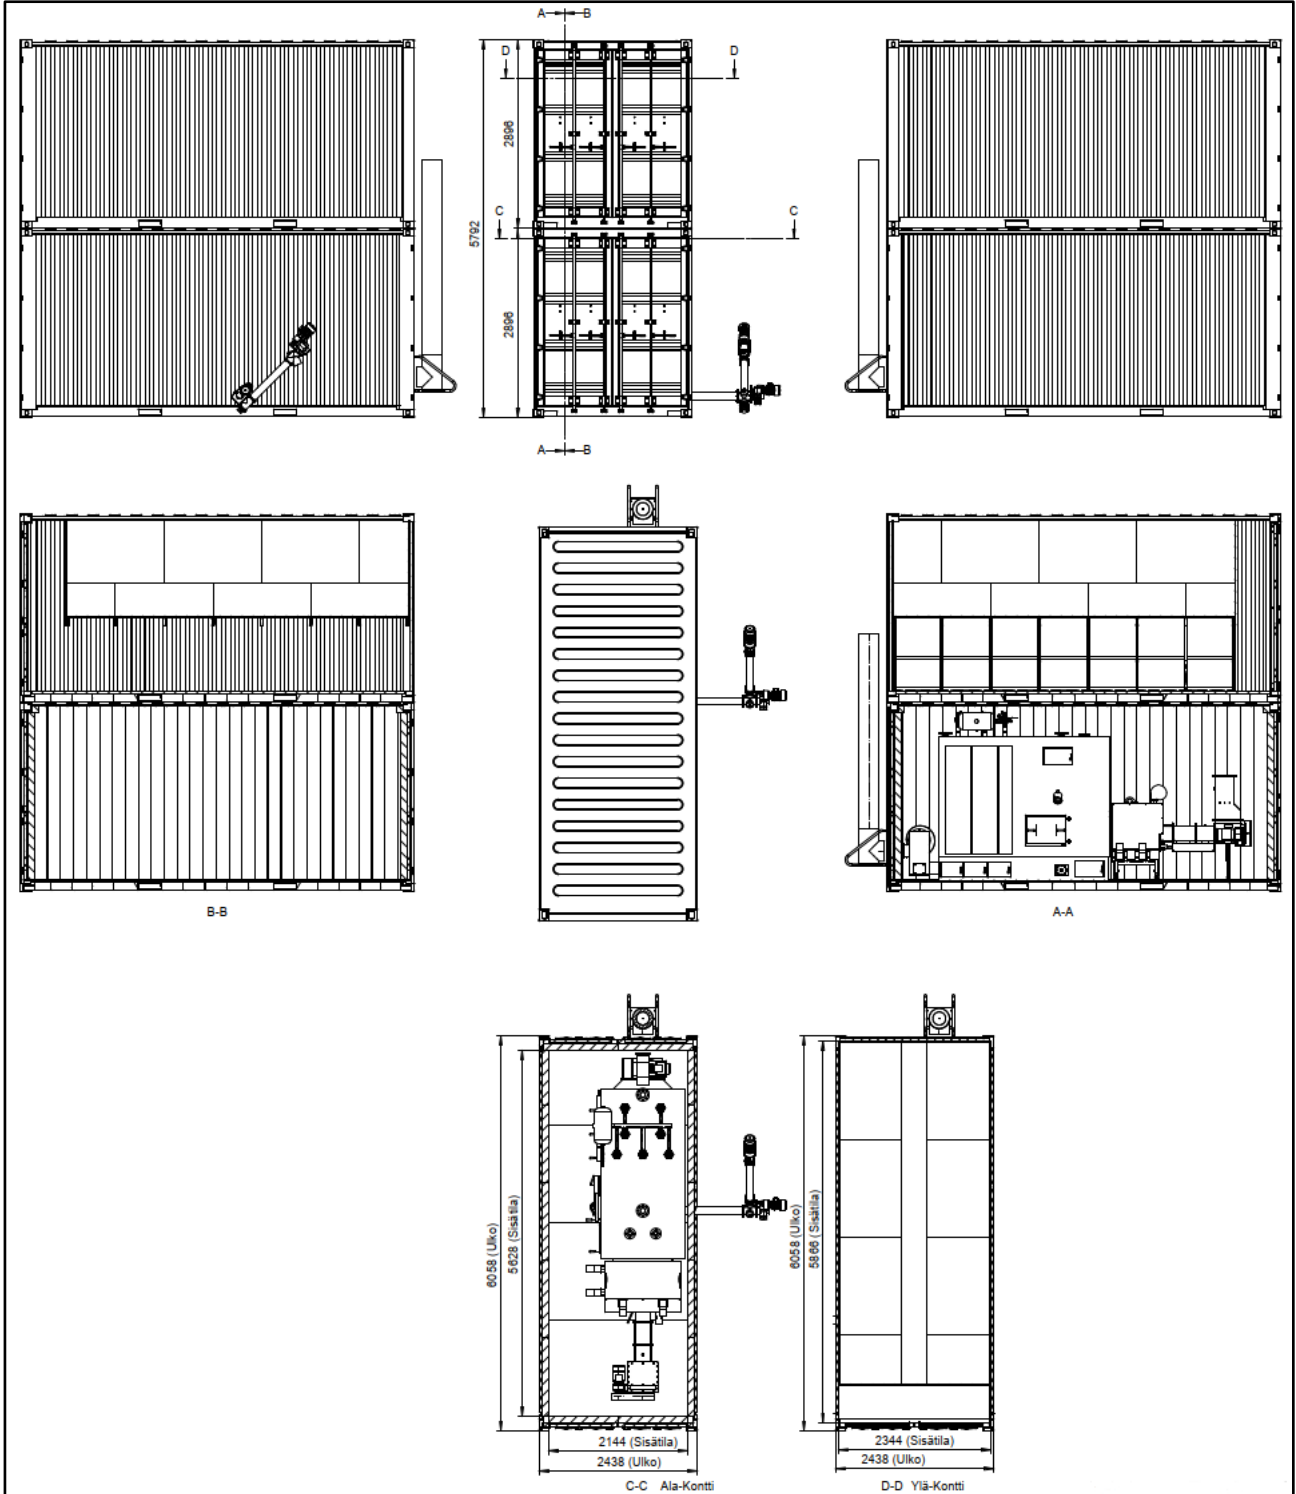 A B
D D
2896
C C
5792
2896
A B
B-B
A-A
6058 (Ulko)
5628 (Sisätila)
6058 (Ulko)
5866 (Sisätila)
2144 (Sisätila)
2438 (Ulko)
C-C Ala-Kontti
2344 (Sisätila)
2438 (Ulko)
D-D Ylä-Kontti